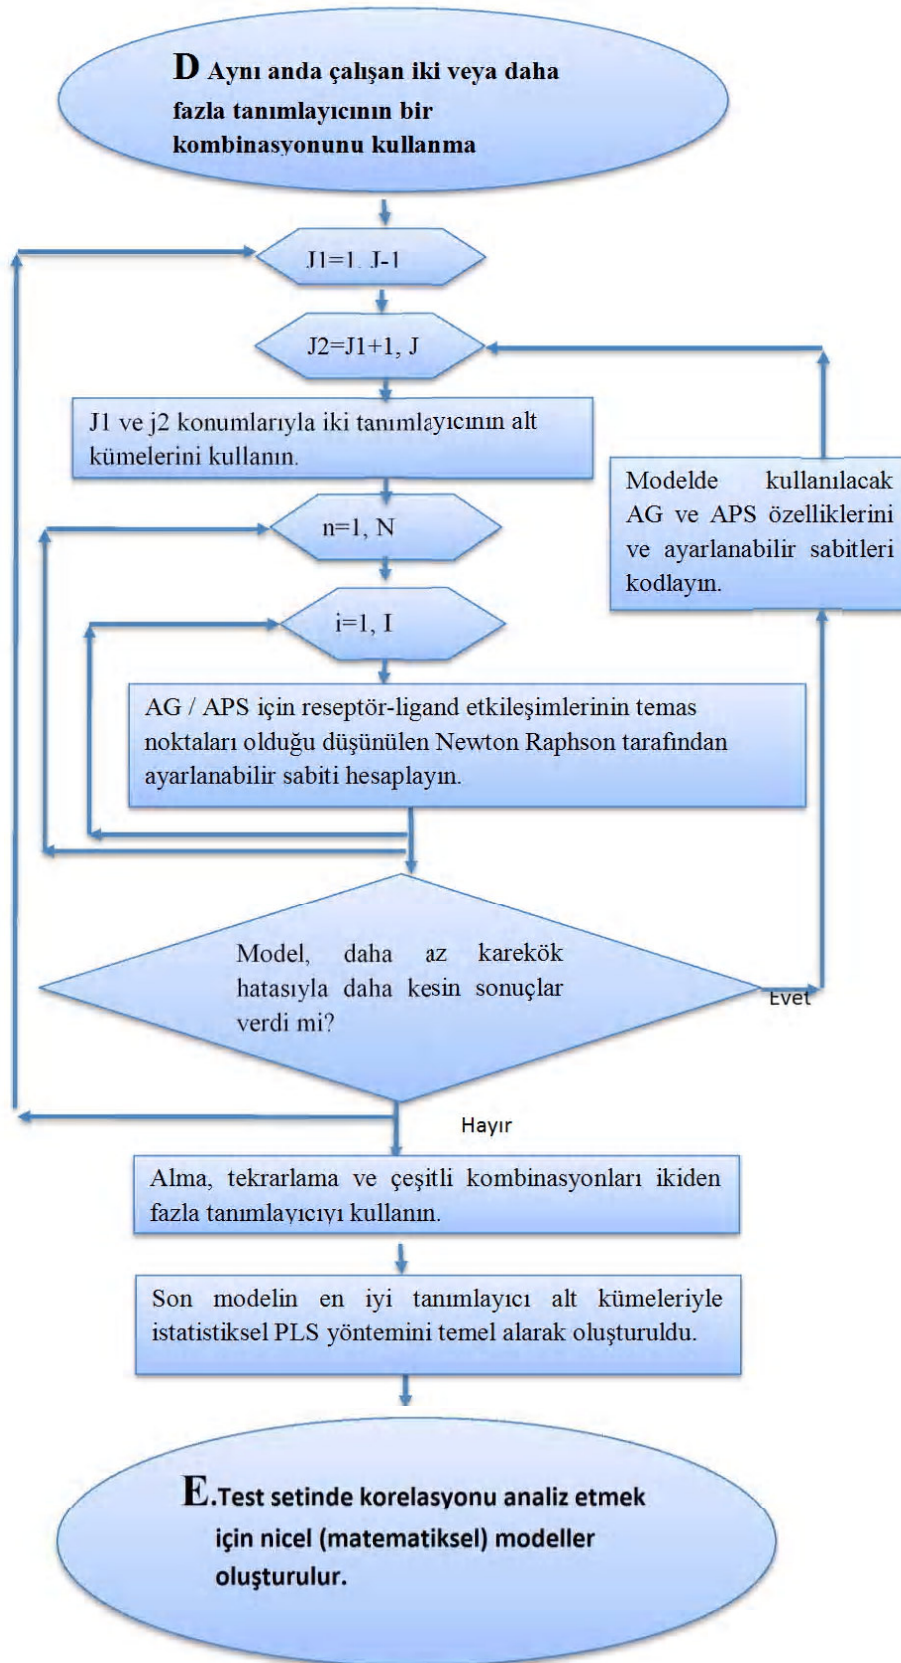 D Aynı anda çalışan iki veya daha
fazla tanımlayıcının bir
kombinasyonunu kullanma
J1=1, J-1
J2=J1+1, J
J1 ve j2 konumlarıyla iki tanımlayıcının alt
kümelerini kullanın.
Modelde kullanılacak
AG ve APS özelliklerini
ve ayarlanabilir sabitleri
kodlayın.
n=1, N
i=1, I
AG / APS için reseptör-ligand etkileşimlerinin temas
noktaları olduğu düşünülen Newton Raphson tarafından
ayarlanabilir sabiti hesaplayın.
Model, daha az karekök
hatasıyla daha kesin sonuçlar
verdi mi?
Evet
Hayır
Alma, tekrarlama ve çeşitli kombinasyonları ikiden
fazla tanımlayıcıyı kullanın.
Son modelin en iyi tanımlayıcı alt kümeleriyle
istatistiksel PLS yöntemini temel alarak oluşturuldu.
E.Test setinde korelasyonu analiz etmek
için nicel (matematiksel) modeller
oluşturulur.